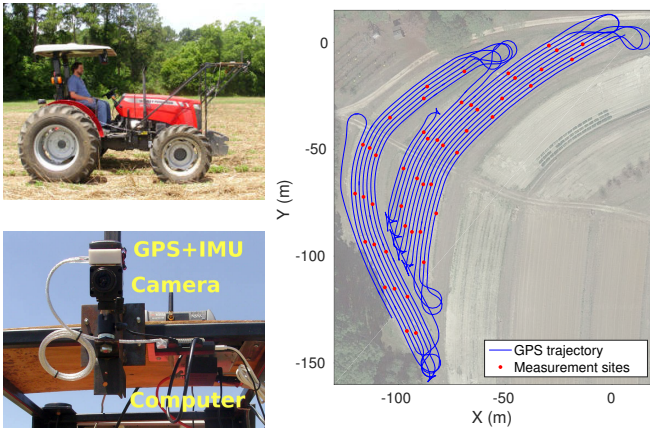 GPS+IMU
Camera
Computer
0
-50
-100
-150
Y (m)
-100
-50
0
X (m)
GPS trajectory
Measurement sites